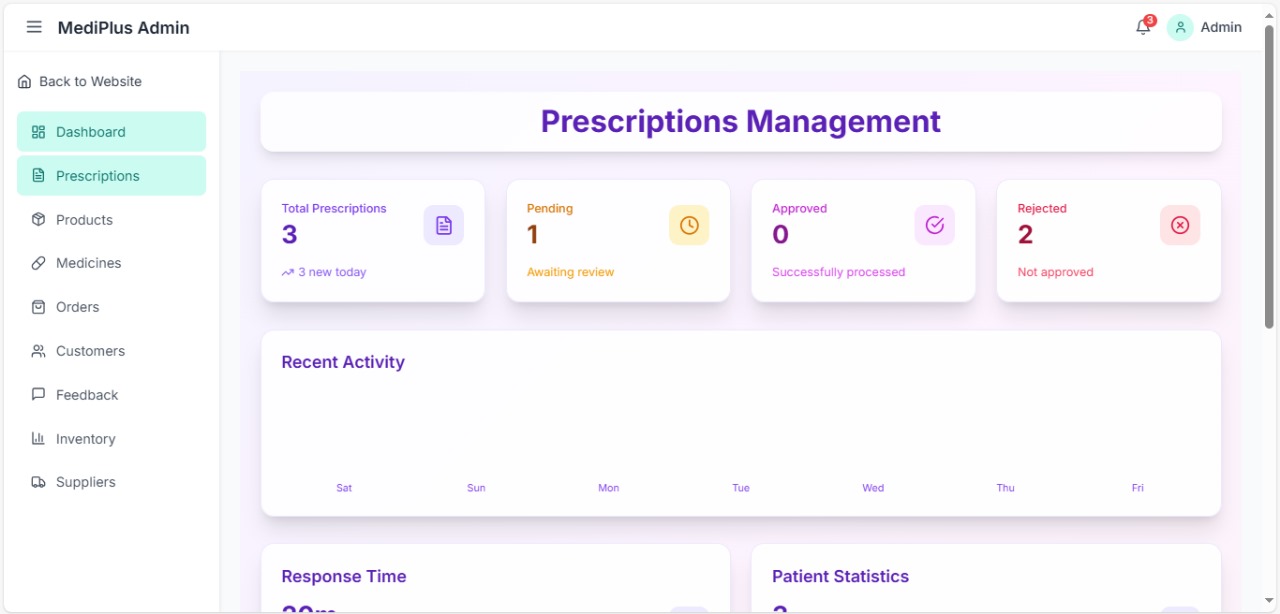 MediPlus Admin
3
Admin
Back to Website
Dashboard
Prescriptions
Products
Medicines
Orders
Customers
Feedback
Inventory
Suppliers
Prescriptions Management
Total Prescriptions
3
3 new today
Pending
1
Awaiting review
Approved
0
Successfully processed
Rejected
2
Not approved
Recent Activity
Sat Sun Mon Tue Wed Thu Fri
Response Time
Patient Statistics